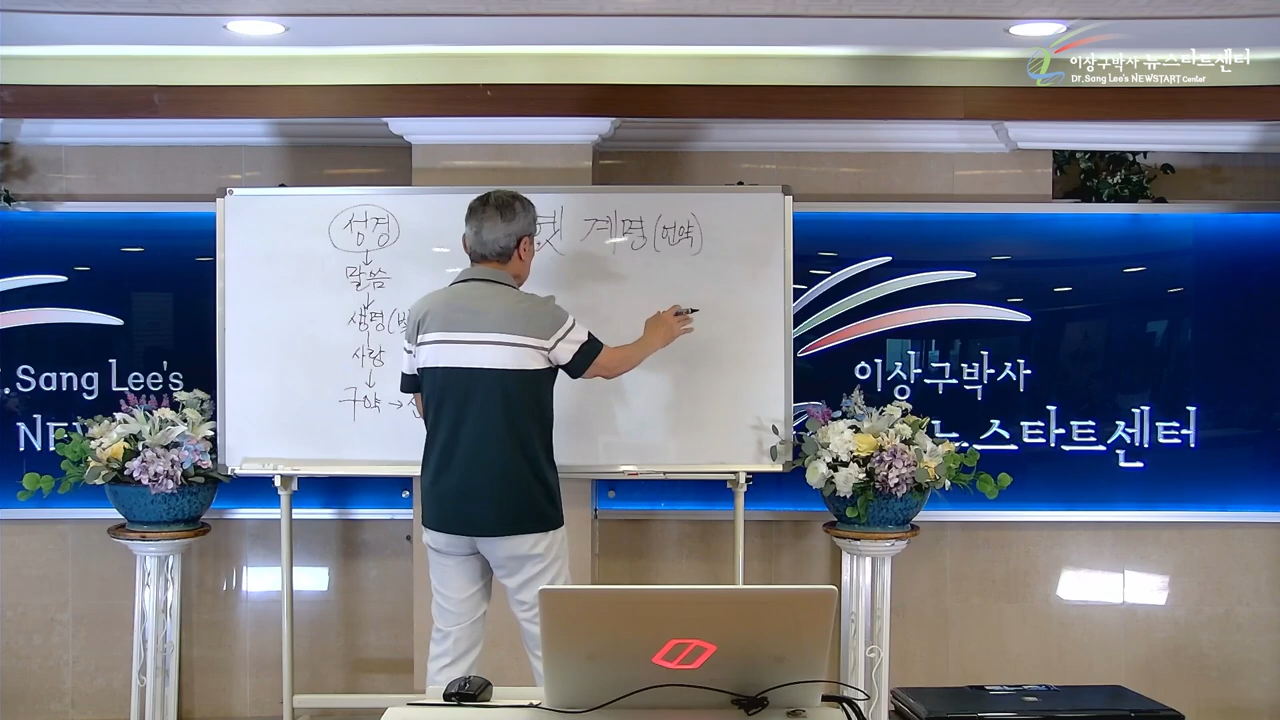 이상구박사 뉴스타트센터
Dr.Sang Lee's NEWSTART Center
성경
계명(언약)
말씀
생명(
사랑
구약→
.Sang Lee's
이상구박사
뉴스타트센터